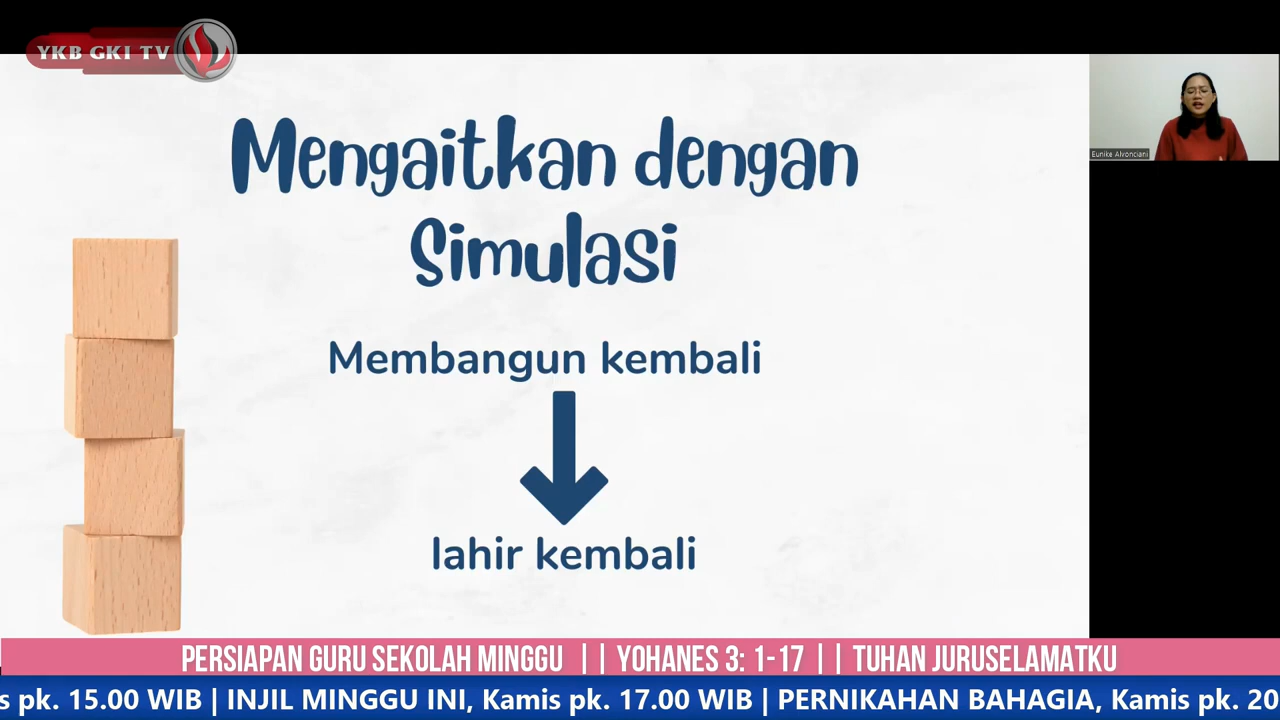 YKB GKI TV
Mengaitkan dengan
Simulasi
Membangun kembali
lahir kembali
Eunike Alvonciani
PERSIAPAN GURU SEKOLAH MINGGU || YOHANES 3: 1-17 || TUHAN JURUSELAMATKU
s pk. 15.00 WIB | INJIL MINGGU INI, Kamis pk. 17.00 WIB | PERNIKAHAN BAHAGIA, Kamis pk. 20